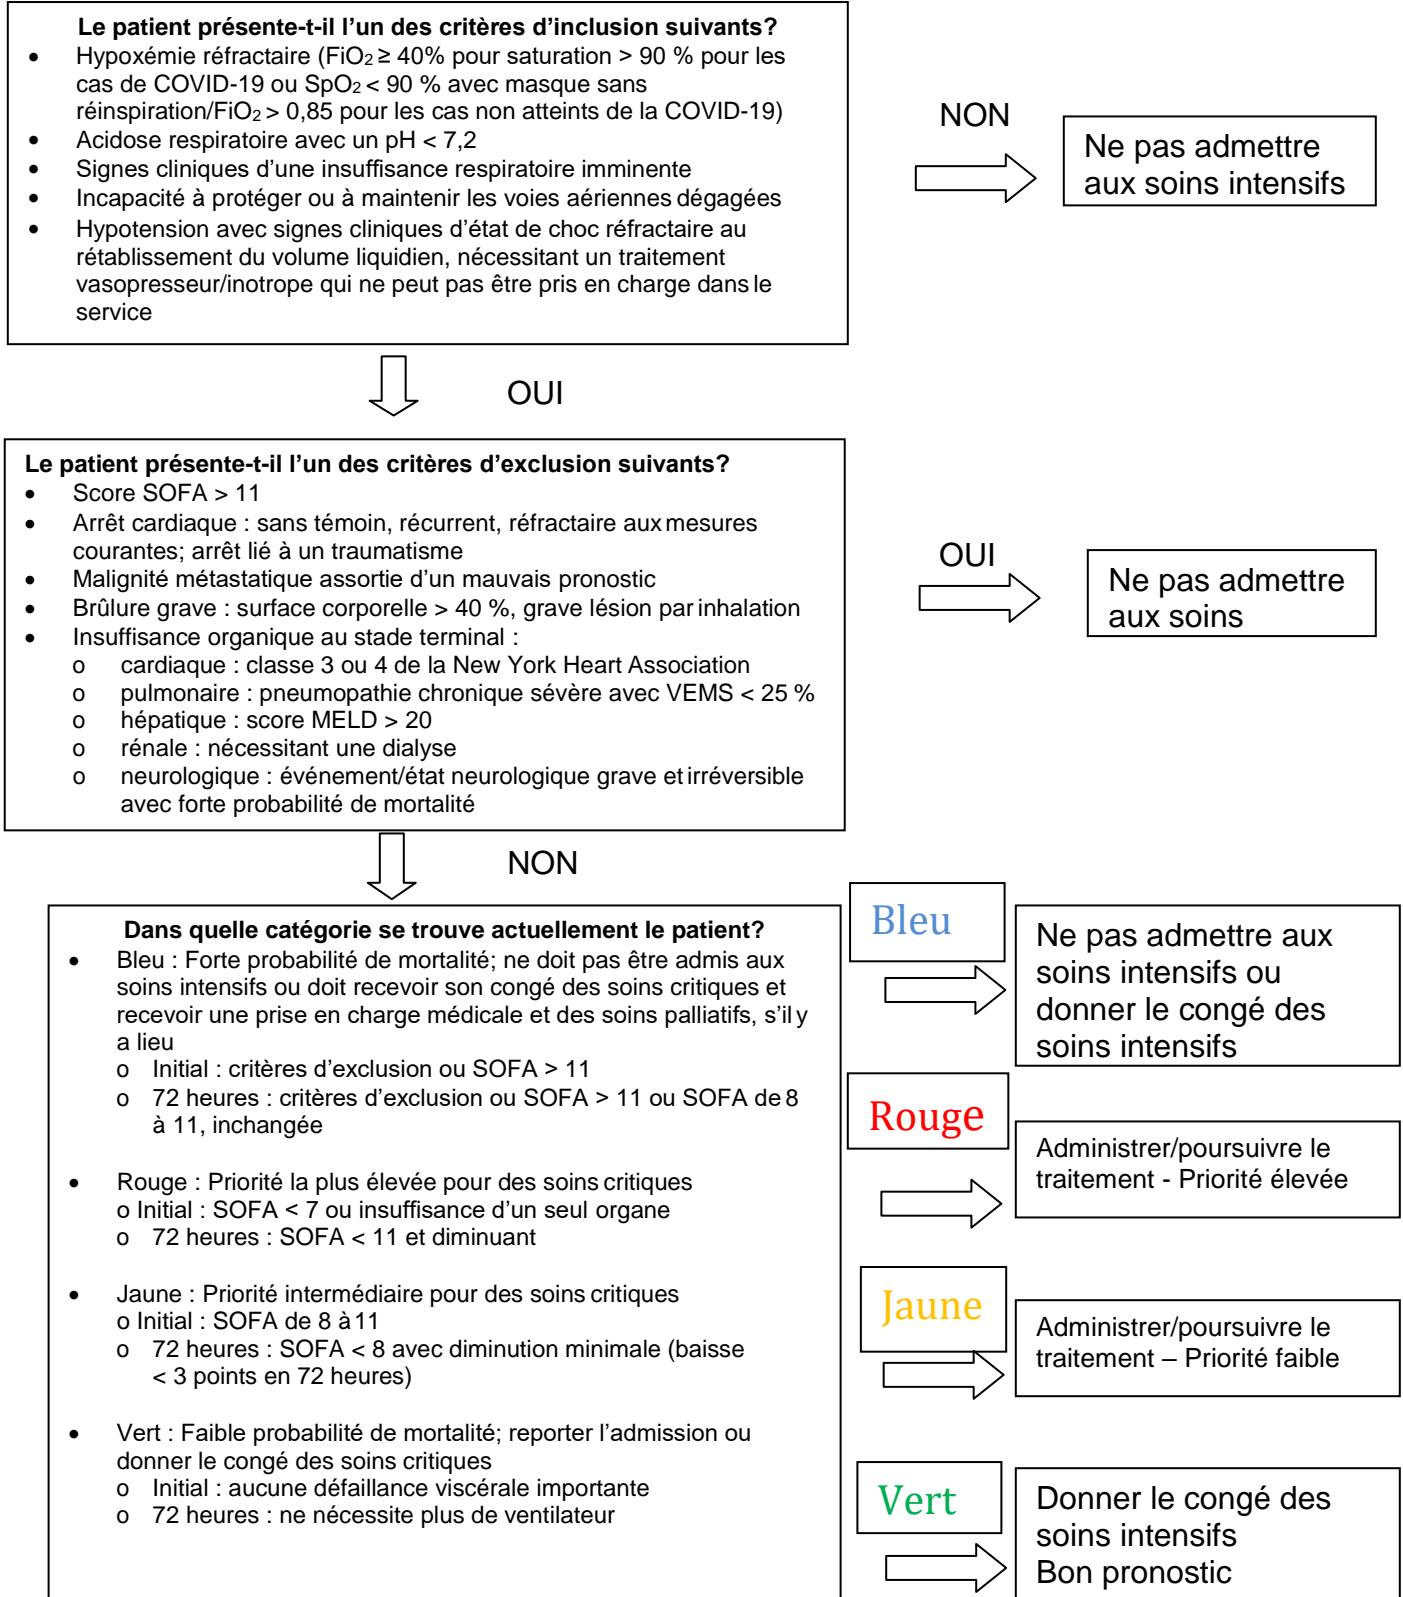 Le patient présente-t-il l’un des critères d’inclusion suivants?
• Hypoxémie réfractaire (FiO₂ ≥ 40% pour saturation > 90 % pour les
cas de COVID-19 ou SpO₂ < 90 % avec masque sans
réinspiration/FiO₂ > 0,85 pour les cas non atteints de la COVID-19)
• Acidose respiratoire avec un pH < 7,2
• Signes cliniques d’une insuffisance respiratoire imminente
• Incapacité à protéger ou à maintenir les voies aériennes dégagées
• Hypotension avec signes cliniques d’état de choc réfractaire au
rétablissement du volume liquidien, nécessitant un traitement
vasopresseur/inotrope qui ne peut pas être pris en charge dans le
service
NON
Ne pas admettre
aux soins intensifs
OUI
Le patient présente-t-il l’un des critères d’exclusion suivants?
• Score SOFA > 11
• Arrêt cardiaque : sans témoin, récurrent, réfractaire aux mesures
courantes; arrêt lié à un traumatisme
• Malignité métastatique assortie d’un mauvais pronostic
• Brûlure grave : surface corporelle > 40 %, grave lésion par inhalation
• Insuffisance organique au stade terminal :
o cardiaque : classe 3 ou 4 de la New York Heart Association
o pulmonaire : pneumopathie chronique sévère avec VEMS < 25 %
o hépatique : score MELD > 20
o rénale : nécessitant une dialyse
o neurologique : événement/état neurologique grave et irréversible
avec forte probabilité de mortalité
OUI
Ne pas admettre
aux soins
NON
Dans quelle catégorie se trouve actuellement le patient?
• Bleu : Forte probabilité de mortalité; ne doit pas être admis aux
soins intensifs ou doit recevoir son congé des soins critiques et
recevoir une prise en charge médicale et des soins palliatifs, s’il y
a lieu
o Initial : critères d’exclusion ou SOFA > 11
o 72 heures : critères d’exclusion ou SOFA > 11 ou SOFA de 8
à 11, inchangée
• Rouge : Priorité la plus élevée pour des soins critiques
o Initial : SOFA < 7 ou insuffisance d’un seul organe
o 72 heures : SOFA < 11 et diminuant
• Jaune : Priorité intermédiaire pour des soins critiques
o Initial : SOFA de 8 à 11
o 72 heures : SOFA < 8 avec diminution minimale (baisse
< 3 points en 72 heures)
• Vert : Faible probabilité de mortalité; reporter l’admission ou
donner le congé des soins critiques
o Initial : aucune défaillance viscérale importante
o 72 heures : ne nécessite plus de ventilateur
Bleu
Ne pas admettre aux
soins intensifs ou
donner le congé des
soins intensifs
Rouge
Administrer/poursuivre le
traitement - Priorité élevée
Jaune
Administrer/poursuivre le
traitement – Priorité faible
Vert
Donner le congé des
soins intensifs
Bon pronostic